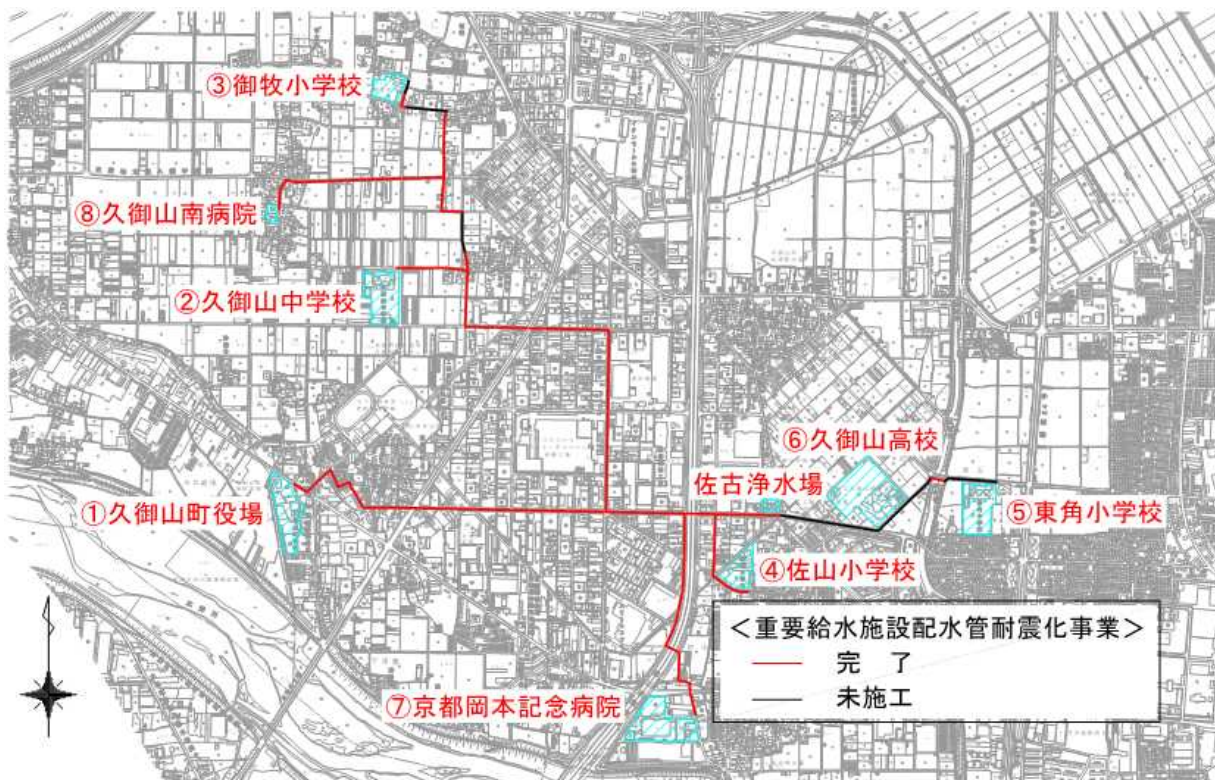 ③御牧小学校
⑧久御山南病院
②久御山中学校
⑥久御山高校
佐古浄水場
①久御山町役場
⑤東角小学校
④佐山小学校
＜重要給水施設配水管耐震化事業＞
完　了
未施工
⑦京都岡本記念病院